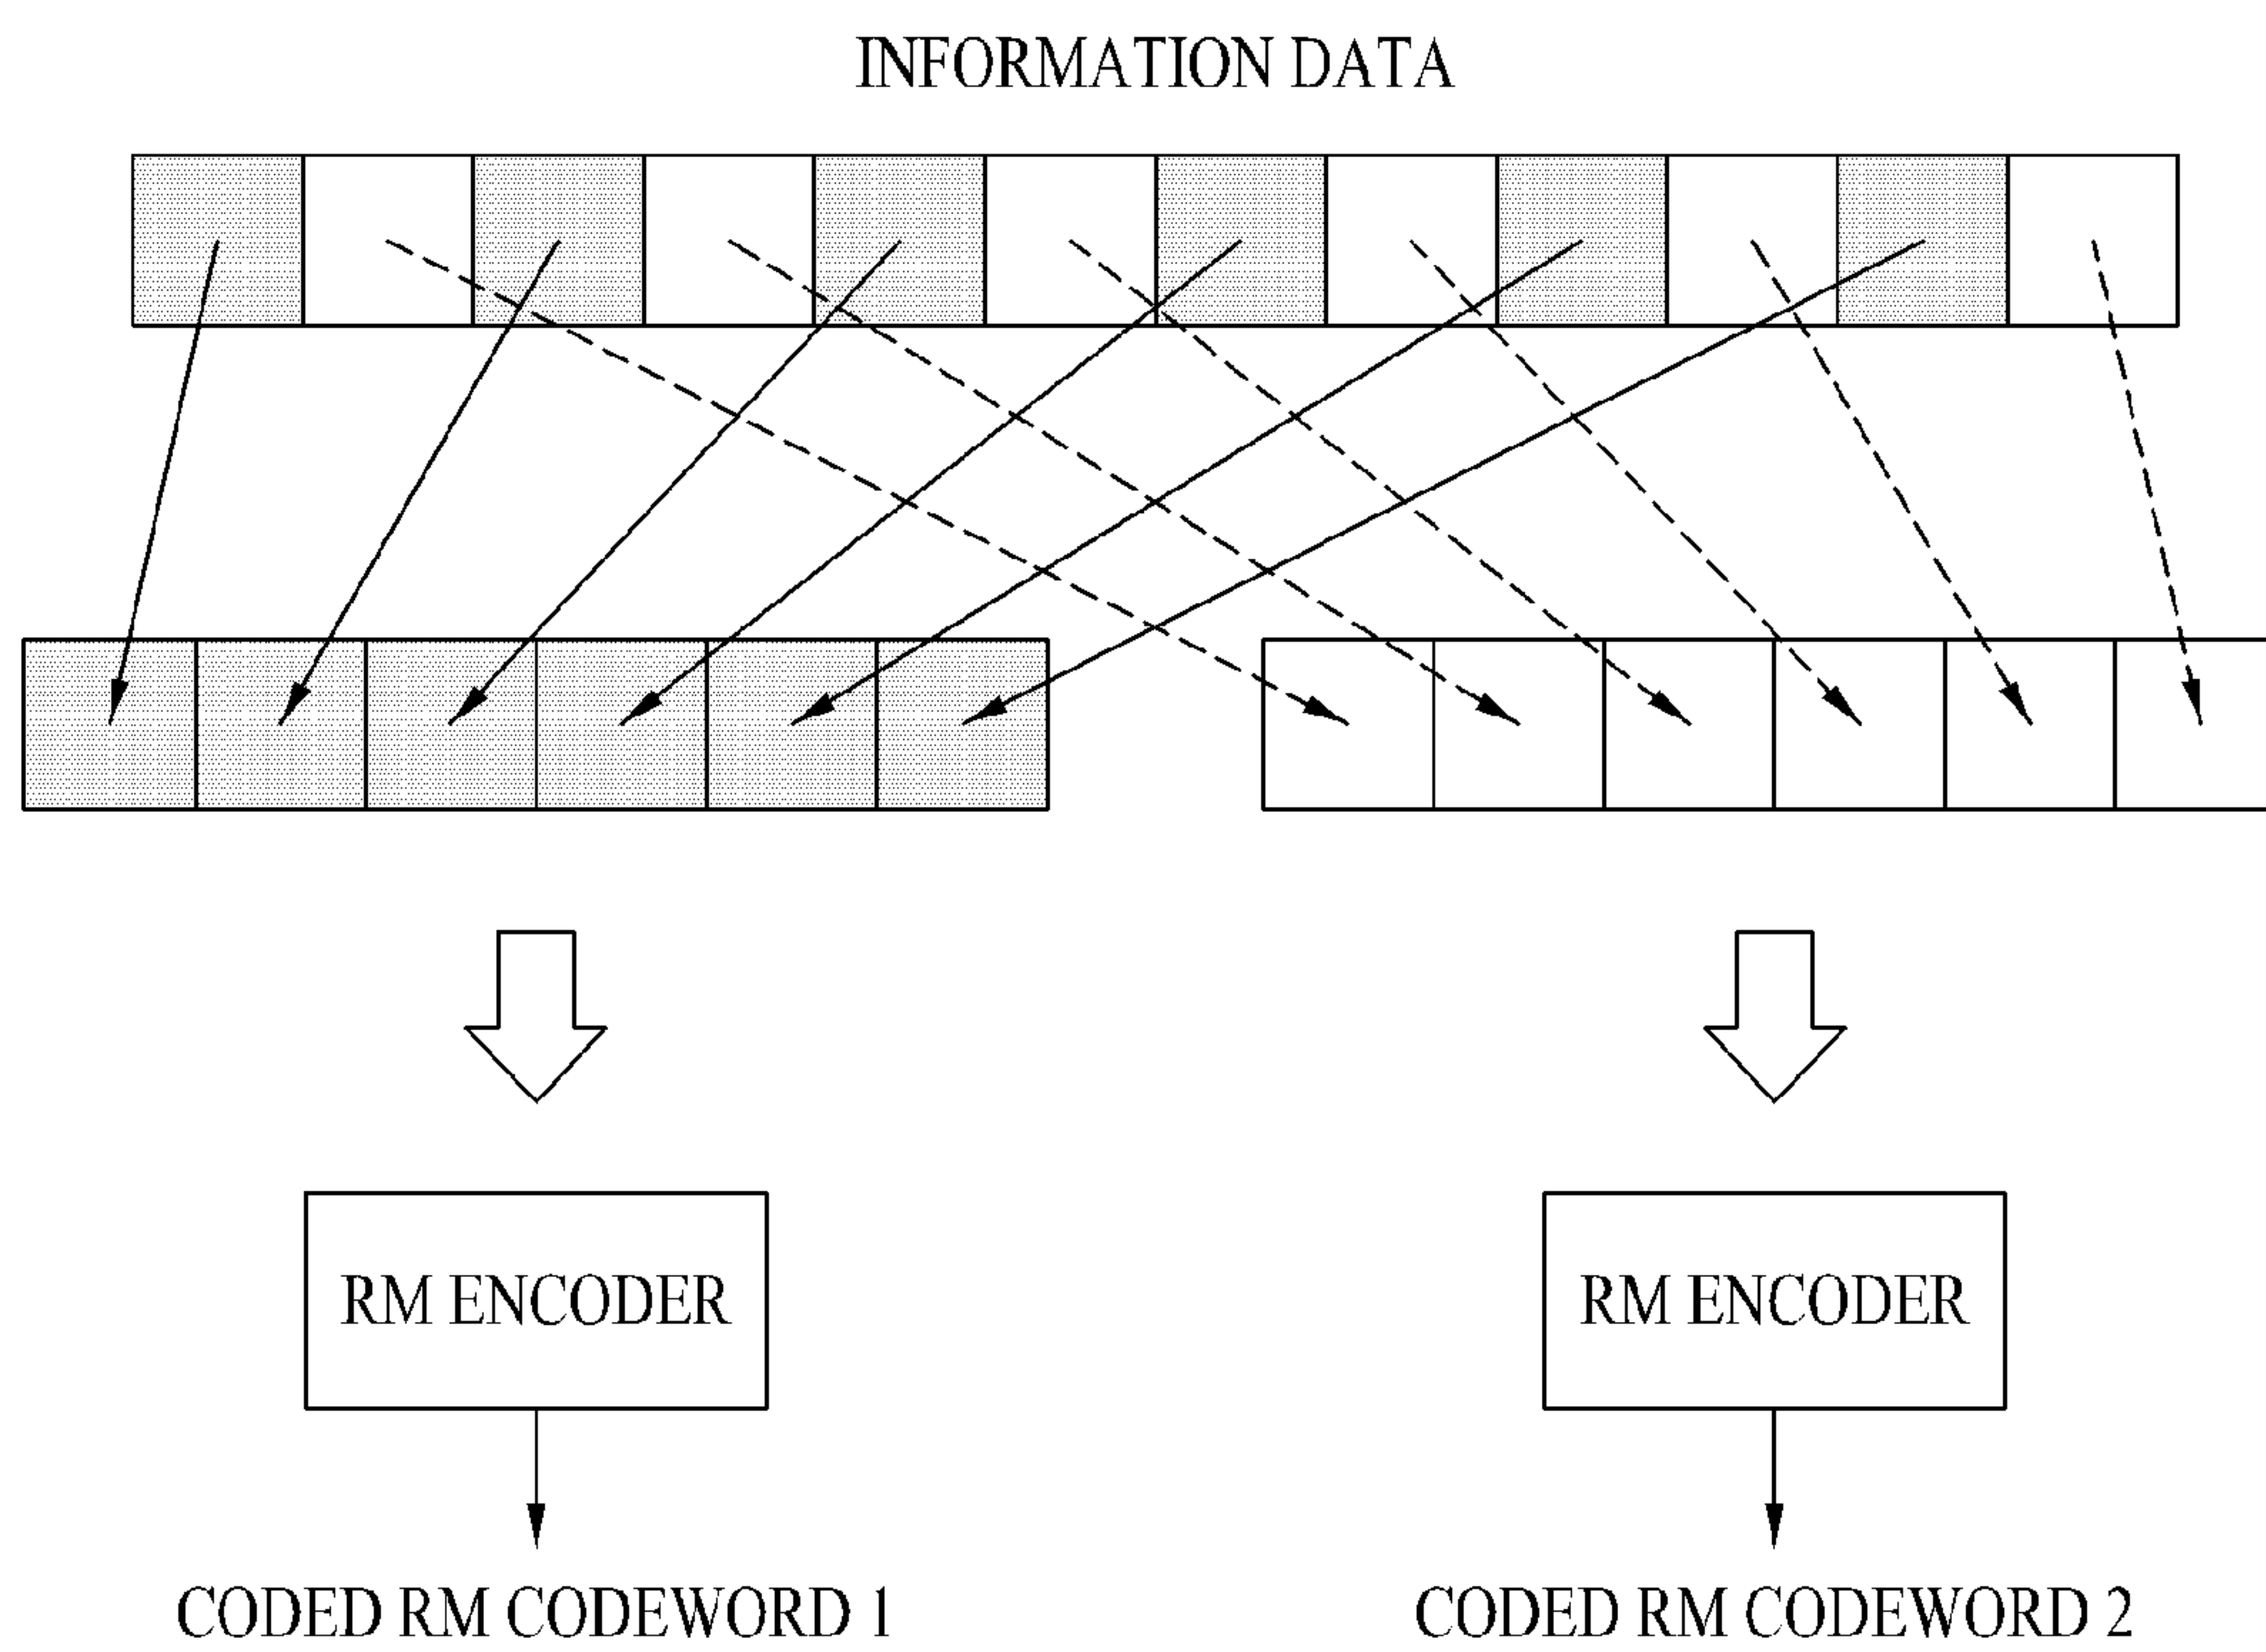 INFORMATION DATA
RM ENCODER
RM ENCODER
CODED RM CODEWORD 1
CODED RM CODEWORD 2